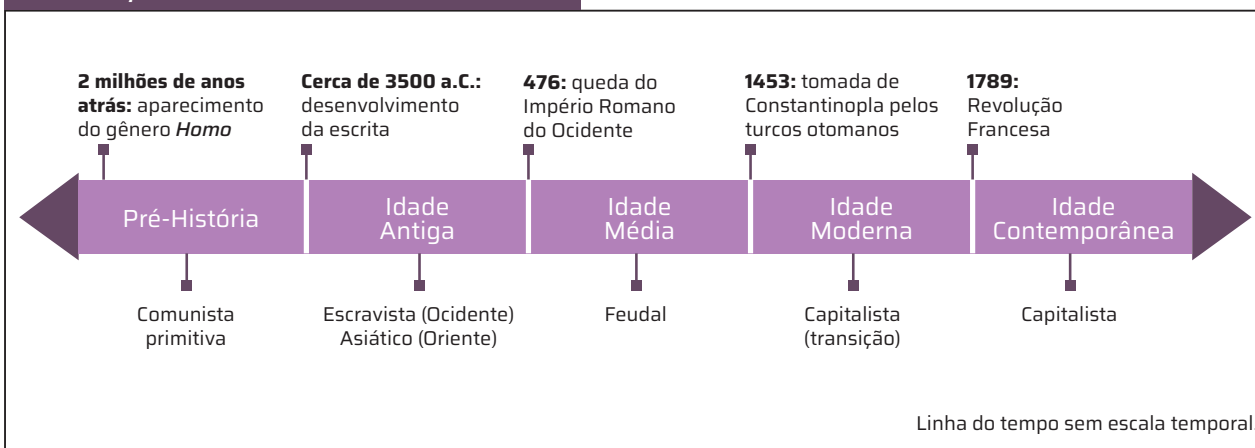 2 milhões de anos
atrás: aparecimento
do gênero Homo
Cerca de 3500 a.C.:
desenvolvimento
da escrita
476: queda do
Império Romano
do Ocidente
1453: tomada de
Constantinopla pelos
turcos otomanos
1789:
Revolução
Francesa
Pré-História
Idade
Antiga
Idade
Média
Idade
Moderna
Idade
Contemporânea
Comunista
primitiva
Escravista (Ocidente)
Asiático (Oriente)
Feudal
Capitalista
(transição)
Capitalista
Linha do tempo sem escala temporal.